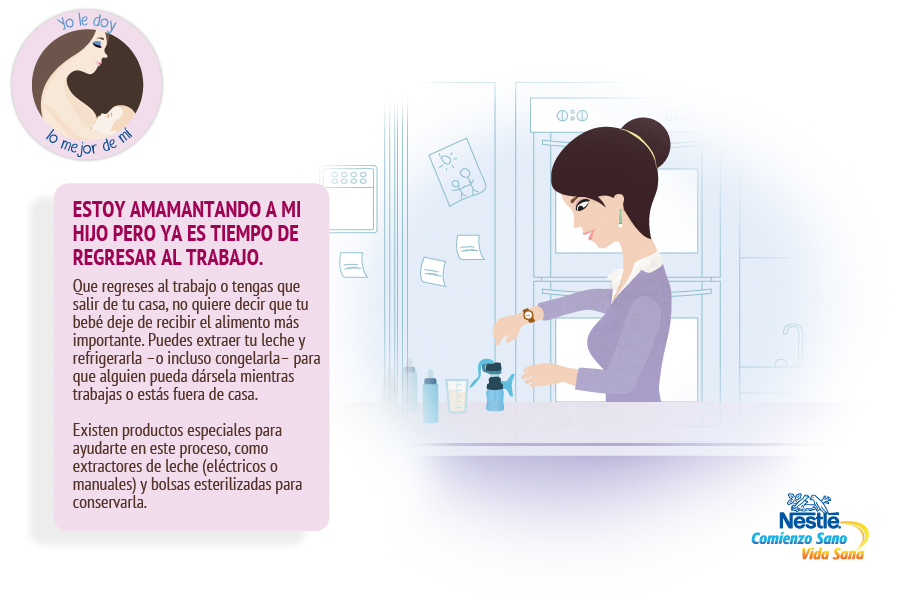 Yo le doy
lo mejor de mí
ESTOY AMAMANTANDO A MI
HIJO PERO YA ES TIEMPO DE
REGRESAR AL TRABAJO.
Que regreses al trabajo o tengas que
salir de tu casa, no quiere decir que tu
bebé deje de recibir el alimento más
importante. Puedes extraer tu leche y
refrigerarla –o incluso congelarla– para
que alguien pueda dársela mientras
trabajas o estás fuera de casa.
Existen productos especiales para
ayudarte en este proceso, como
extractores de leche (eléctricos o
manuales) y bolsas esterilizadas para
conservarla.
Nestlé
Comienzo Sano
Vida Sana